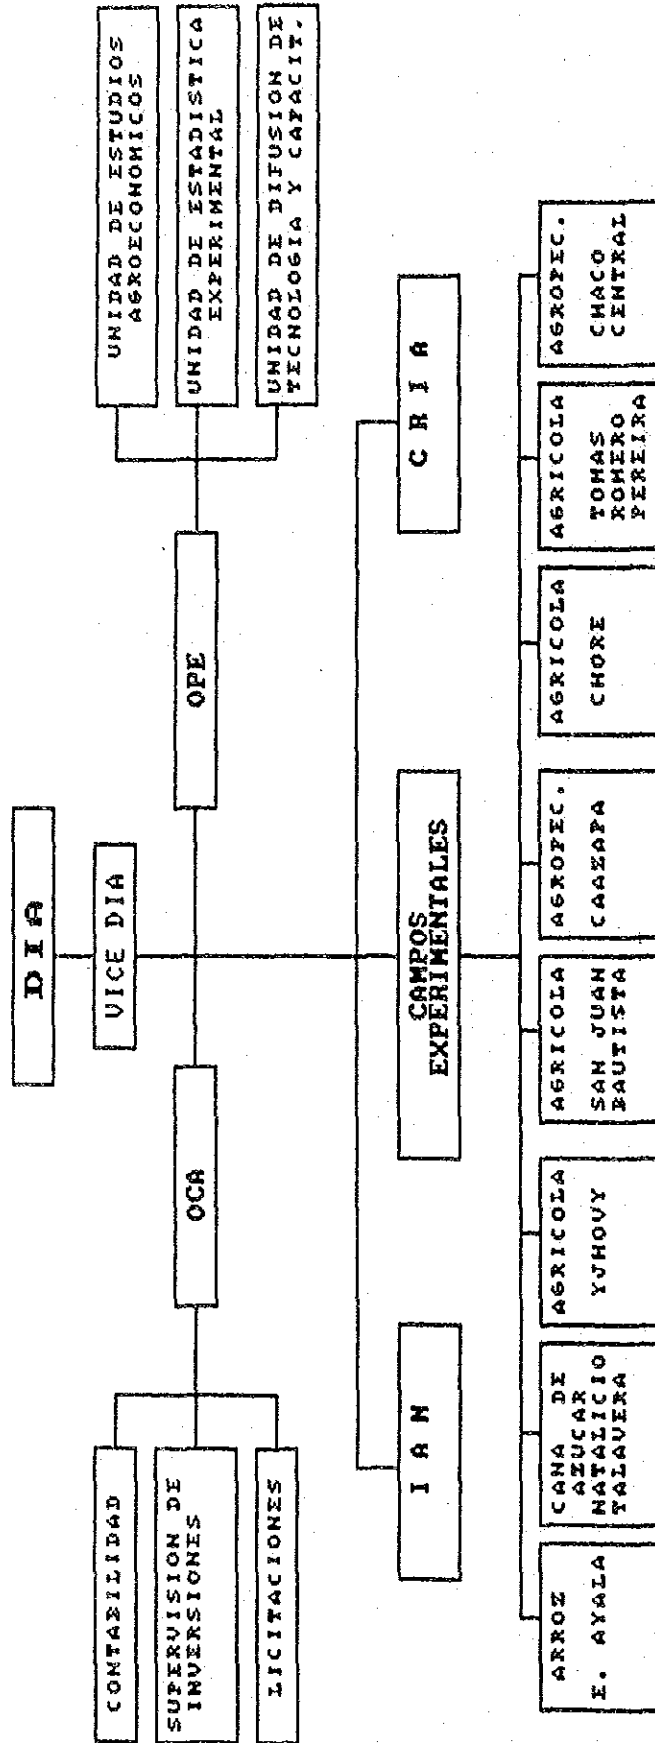 DIA
VICE DIA
OCA
OPE
CONTABILIDAD
SUPERVISION DE
INVERSIONES
LICITACIONES
UNIDAD DE ESTUDIOS
AGROECONOMICOS
UNIDAD DE ESTADISTICA
EXPERIMENTAL
UNIDAD DE DIFUSION DE
TECNOLOGIA Y CAPACIT.
I A N
CAMPOS
EXPERIMENTALES
C R I A
ARROZ
E. AYALA
CANA DE
AZUCAR
NATALICIO
TALAVERA
AGRICOLA
YJHOVY
AGRICOLA
SAN JUAN
BAUTISTA
AGROPEC.
CAAZAPA
AGRICOLA
CHORE
AGRICOLA
TOMAS
ROMERO
PEREIRA
AGROPEC.
CHACO
CENTRAL